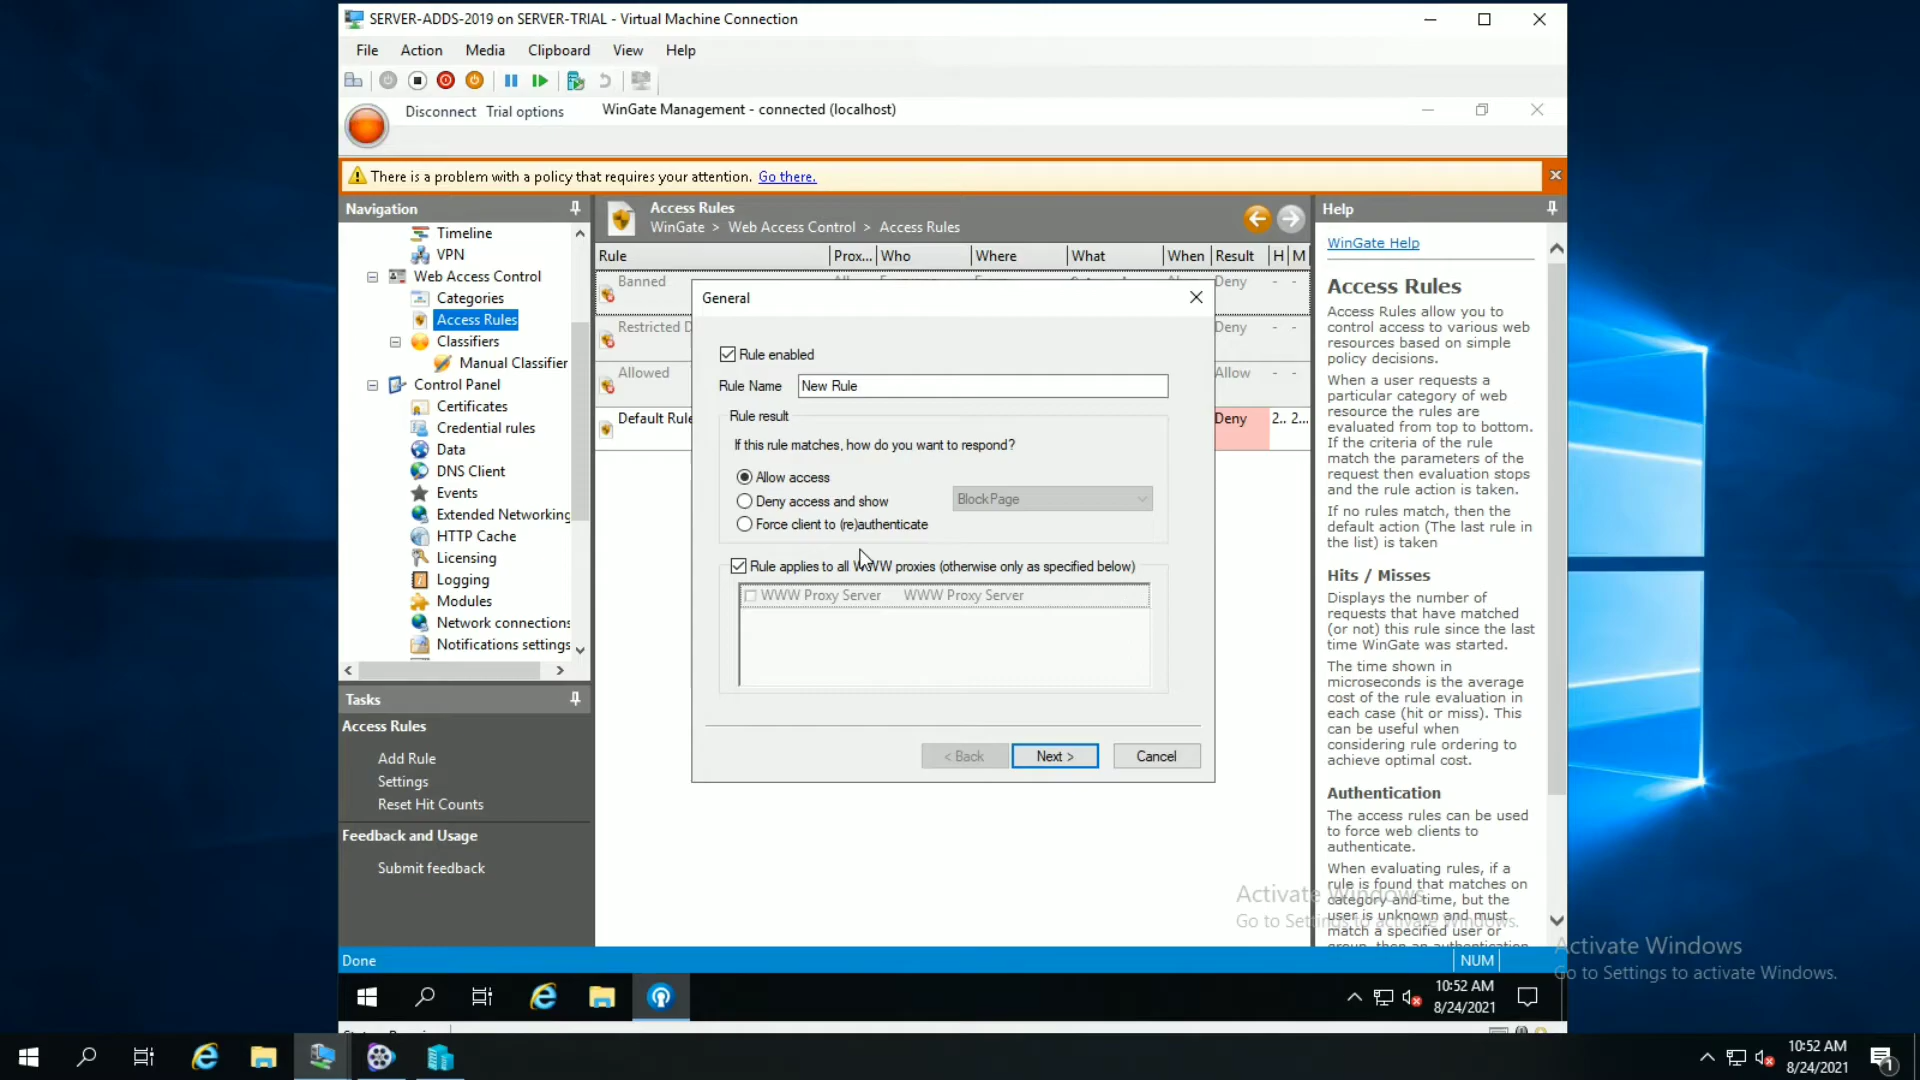 SERVER-ADDS-2019 on SERVER-TRIAL - Virtual Machine Connection
File Action Media Clipboard View Help
Disconnect Trial options WinGate Management - connected (localhost)
There is a problem with a policy that requires your attention. Go there.
Navigation
Timeline
VPN
Web Access Control
Categories
Access Rules
Classifiers
Manual Classifier
Control Panel
Certificates
Credential rules
Data
DNS Client
Events
Extended Networking
HTTP Cache
Licensing
Logging
Modules
Network connections
Notifications settings
Tasks
Access Rules
Add Rule
Settings
Reset Hit Counts
Feedback and Usage
Submit feedback
Access Rules
WinGate > Web Access Control > Access Rules
Rule Prox... Who Where What When Result H M
Banned Deny - -
Restricted D Deny - -
Allowed Allow - -
Default Rule Deny 2.. 2...
General
Rule enabled
Rule Name New Rule
Rule result
If this rule matches, how do you want to respond?
Allow access
Deny access and show BlockPage
Force client to (re)authenticate
Rule applies to all WWW proxies (otherwise only as specified below)
WWW Proxy Server WWW Proxy Server
< Back Next > Cancel
Help
WinGate Help
Access Rules
Access Rules allow you to
control access to various web
resources based on simple
policy decisions.
When a user requests a
particular category of web
resource the rules are
evaluated from top to bottom.
If the criteria of the rule
match the parameters of the
request then evaluation stops
and the rule action is taken.
If no rules match, then the
default action (The last rule in
the list) is taken
Hits / Misses
Displays the number of
requests that have matched
(or not) this rule since the last
time WinGate was started.
The time shown in
microseconds is the average
cost of the rule evaluation in
each case (hit or miss). This
can be useful when
considering rule ordering to
achieve optimal cost.
Authentication
The access rules can be used
to force web clients to
authenticate.
When evaluating rules, if a
rule is found that matches on
category and time, but the
user is unknown and must
match a specified user or
group, then an authentication
Activate Windows
Go to Settings to activate Windows.
Done NUM
10:52 AM
8/24/2021
Activate Windows
Go to Settings to activate Windows.
10:52 AM
8/24/2021
1